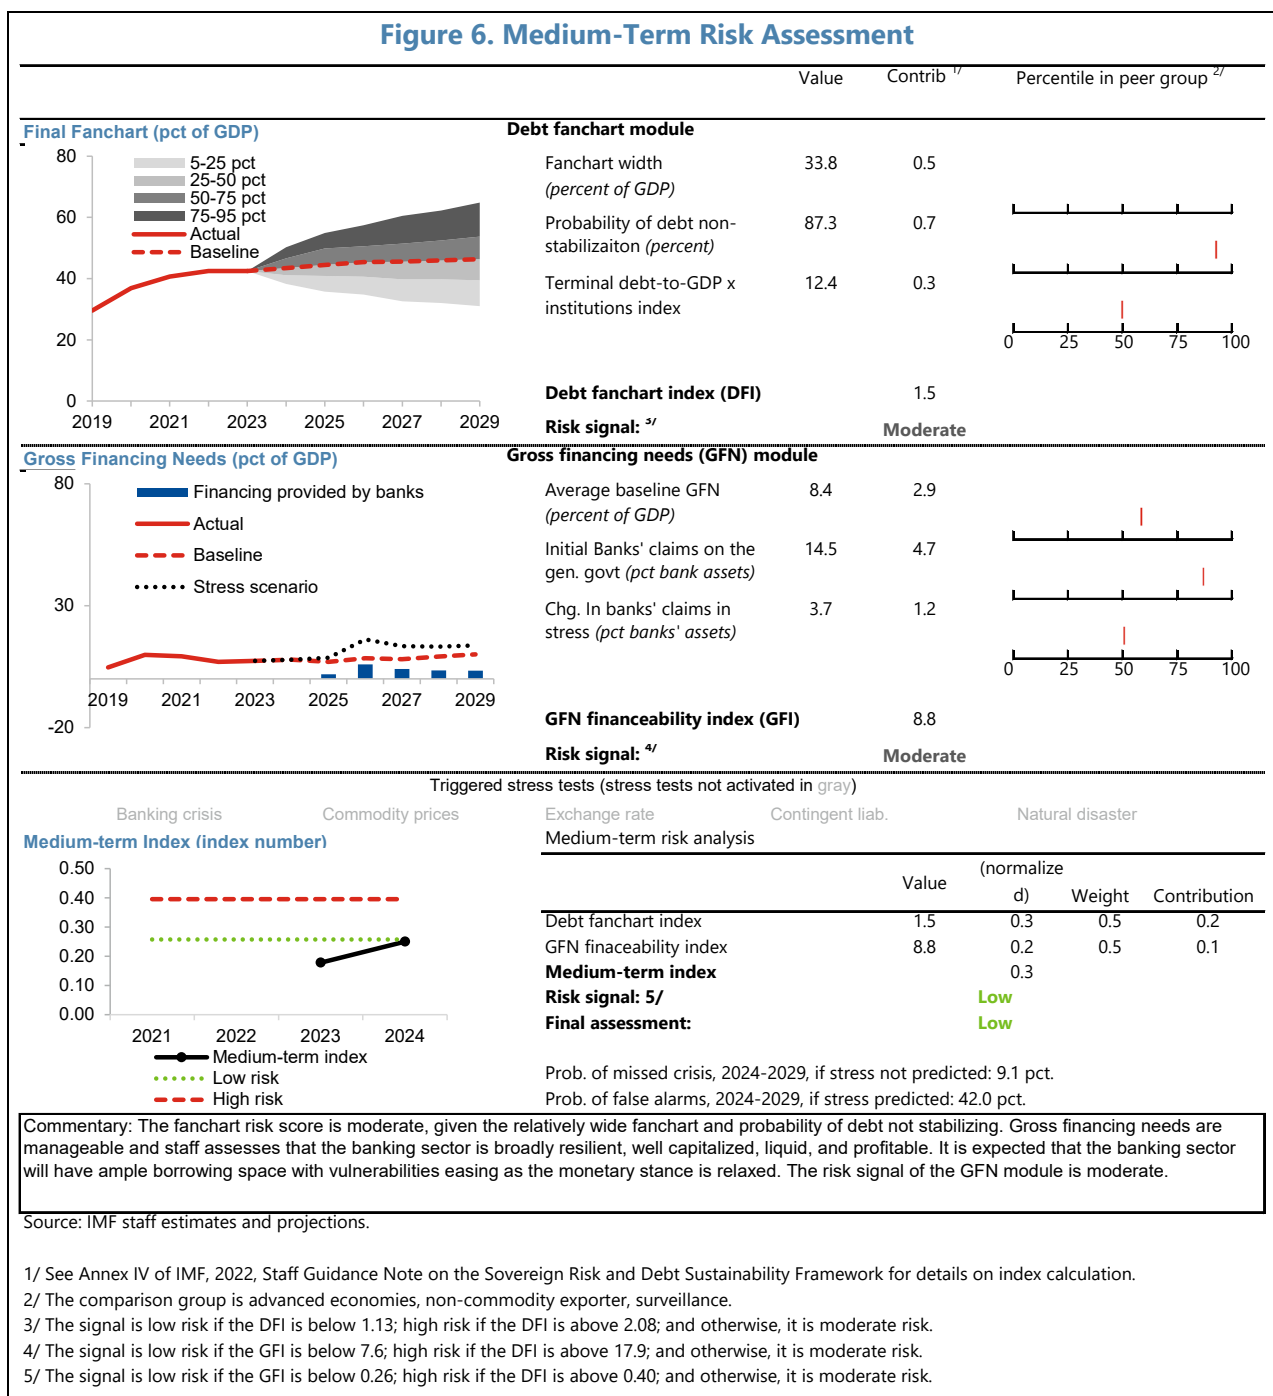 Figure 6. Medium-Term Risk Assessment
Value Contrib 1/ Percentile in peer group 2/
Final Fanchart (pct of GDP)
80
60
40
20
0
2019 2021 2023 2025 2027 2029
5-25 pct
25-50 pct
50-75 pct
75-95 pct
Actual
Baseline
Debt fanchart module
Fanchart width 33.8 0.5
(percent of GDP)
Probability of debt non- 87.3 0.7
stabilizaiton (percent)
Terminal debt-to-GDP x 12.4 0.3
institutions index
0 25 50 75 100
Debt fanchart index (DFI) 1.5
Risk signal: 3/ Moderate
Gross Financing Needs (pct of GDP)
80
30
-20
2019 2021 2023 2025 2027 2029
Financing provided by banks
Actual
Baseline
Stress scenario
Gross financing needs (GFN) module
Average baseline GFN 8.4 2.9
(percent of GDP)
Initial Banks' claims on the 14.5 4.7
gen. govt (pct bank assets)
Chg. In banks' claims in 3.7 1.2
stress (pct banks' assets)
0 25 50 75 100
GFN financeability index (GFI) 8.8
Risk signal: 4/ Moderate
Triggered stress tests (stress tests not activated in gray)
Banking crisis Commodity prices Exchange rate Contingent liab. Natural disaster
Medium-term Index (index number)
0.50
0.40
0.30
0.20
0.10
0.00
2021 2022 2023 2024
Medium-term index
Low risk
High risk
Medium-term risk analysis
Value (normalize
d) Weight Contribution
Debt fanchart index 1.5 0.3 0.5 0.2
GFN finaceability index 8.8 0.2 0.5 0.1
Medium-term index 0.3
Risk signal: 5/ Low
Final assessment: Low
Prob. of missed crisis, 2024-2029, if stress not predicted: 9.1 pct.
Prob. of false alarms, 2024-2029, if stress predicted: 42.0 pct.
Commentary: The fanchart risk score is moderate, given the relatively wide fanchart and probability of debt not stabilizing. Gross financing needs are
manageable and staff assesses that the banking sector is broadly resilient, well capitalized, liquid, and profitable. It is expected that the banking sector
will have ample borrowing space with vulnerabilities easing as the monetary stance is relaxed. The risk signal of the GFN module is moderate.
Source: IMF staff estimates and projections.
1/ See Annex IV of IMF, 2022, Staff Guidance Note on the Sovereign Risk and Debt Sustainability Framework for details on index calculation.
2/ The comparison group is advanced economies, non-commodity exporter, surveillance.
3/ The signal is low risk if the DFI is below 1.13; high risk if the DFI is above 2.08; and otherwise, it is moderate risk.
4/ The signal is low risk if the GFI is below 7.6; high risk if the DFI is above 17.9; and otherwise, it is moderate risk.
5/ The signal is low risk if the GFI is below 0.26; high risk if the DFI is above 0.40; and otherwise, it is moderate risk.